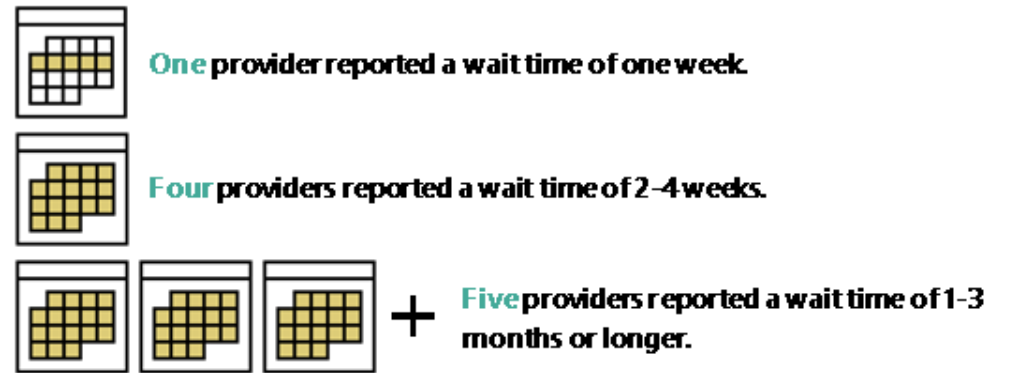 One provider reported a wait time of one week.
Four providers reported a wait time of 2-4 weeks.
+ Five providers reported a wait time of 1-3
months or longer.